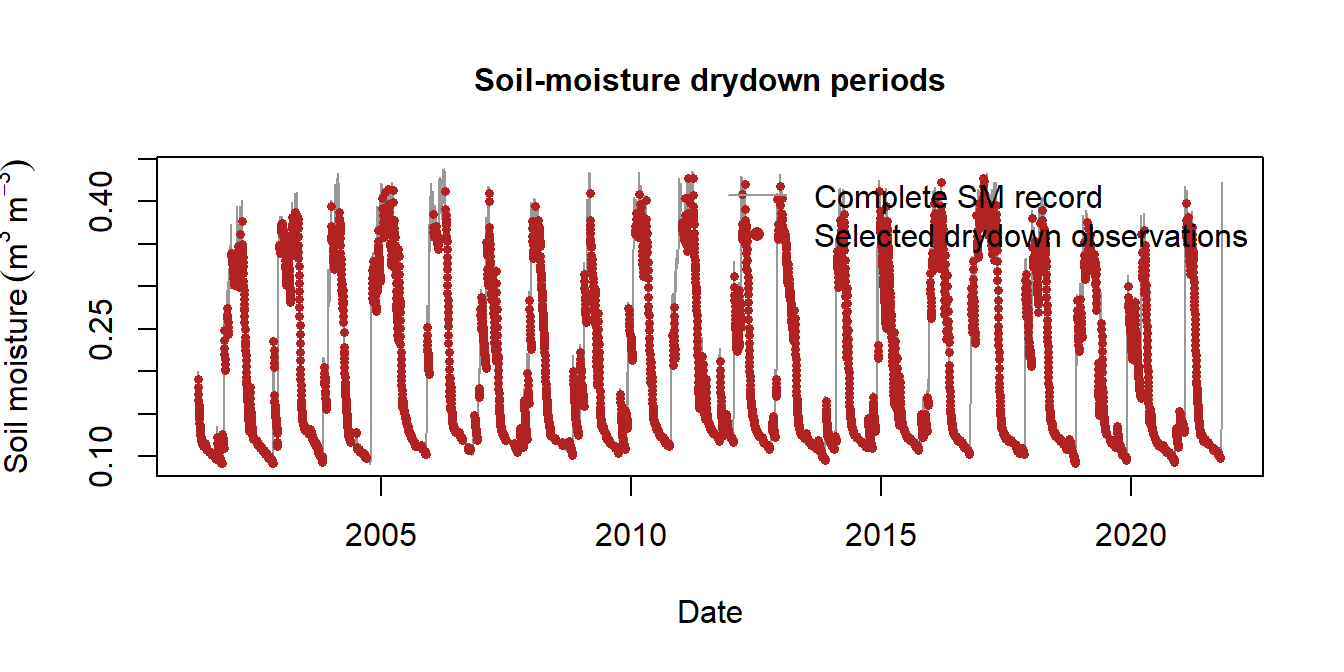 Soil-moisture drydown periods
Soil moisture (m³ m⁻³)
0.40
0.25
0.10
Complete SM record
Selected drydown observations
2005 2010 2015 2020
Date